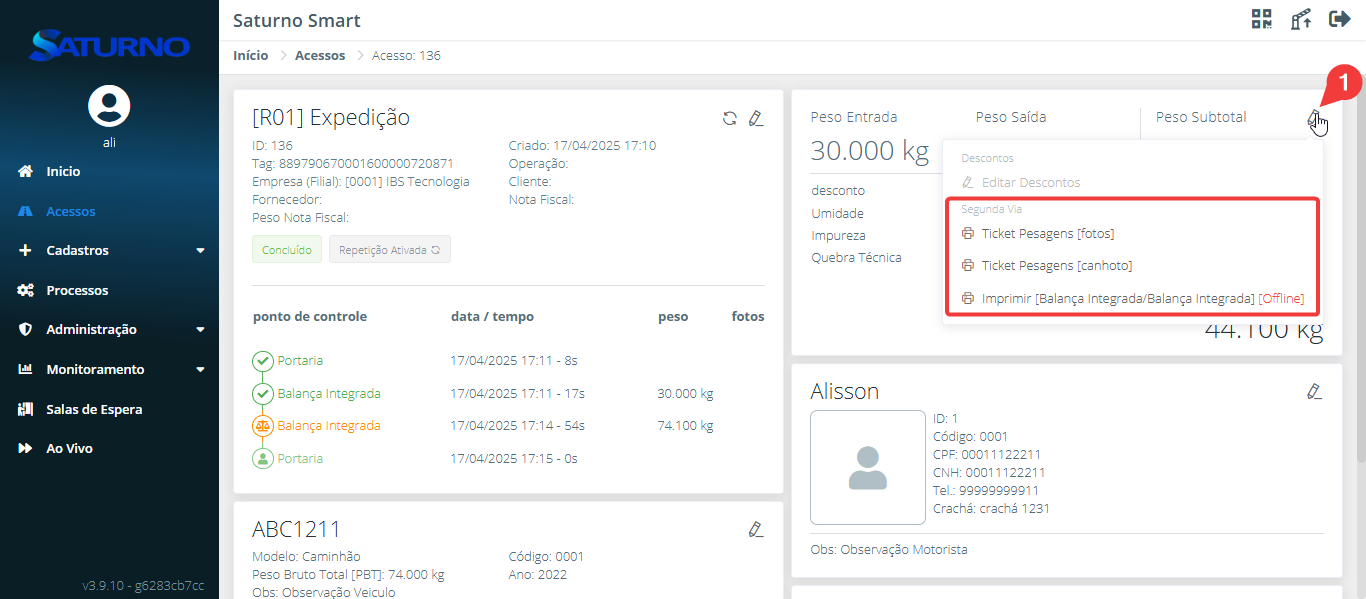 SATURNO
ali
Inicio
Acessos
Cadastros
Processos
Administração
Monitoramento
Salas de Espera
Ao Vivo
v3.9.10 - g6283cb7cc
Saturno Smart
Início > Acessos > Acesso: 136
[R01] Expedição
ID: 136
Tag: 889790670001600000720871
Empresa (Filial): [0001] IBS Tecnologia
Fornecedor:
Peso Nota Fiscal:
Criado: 17/04/2025 17:10
Operação:
Cliente:
Nota Fiscal:
Concluído
Repetição Ativada
ponto de controle data / tempo peso fotos
Portaria 17/04/2025 17:11 - 8s
Balança Integrada 17/04/2025 17:11 - 17s 30.000 kg
Balança Integrada 17/04/2025 17:14 - 54s 74.100 kg
Portaria 17/04/2025 17:15 - 0s
ABC1211
Modelo: Caminhão
Peso Bruto Total [PBT]: 74.000 kg
Obs: Observação Veiculo
Código: 0001
Ano: 2022
1
Peso Entrada Peso Saída Peso Subtotal
30.000 kg
desconto
Umidade
Impureza
Quebra Técnica
Descontos
Editar Descontos
Segunda Via
Ticket Pesagens [fotos]
Ticket Pesagens [canhoto]
Imprimir [Balança Integrada/Balança Integrada] [Offline]
44.100 kg
Alisson
ID: 1
Código: 0001
CPF: 00011122211
CNH: 00011122211
Tel.: 99999999911
Crachá: crachá 1231
Obs: Observação Motorista